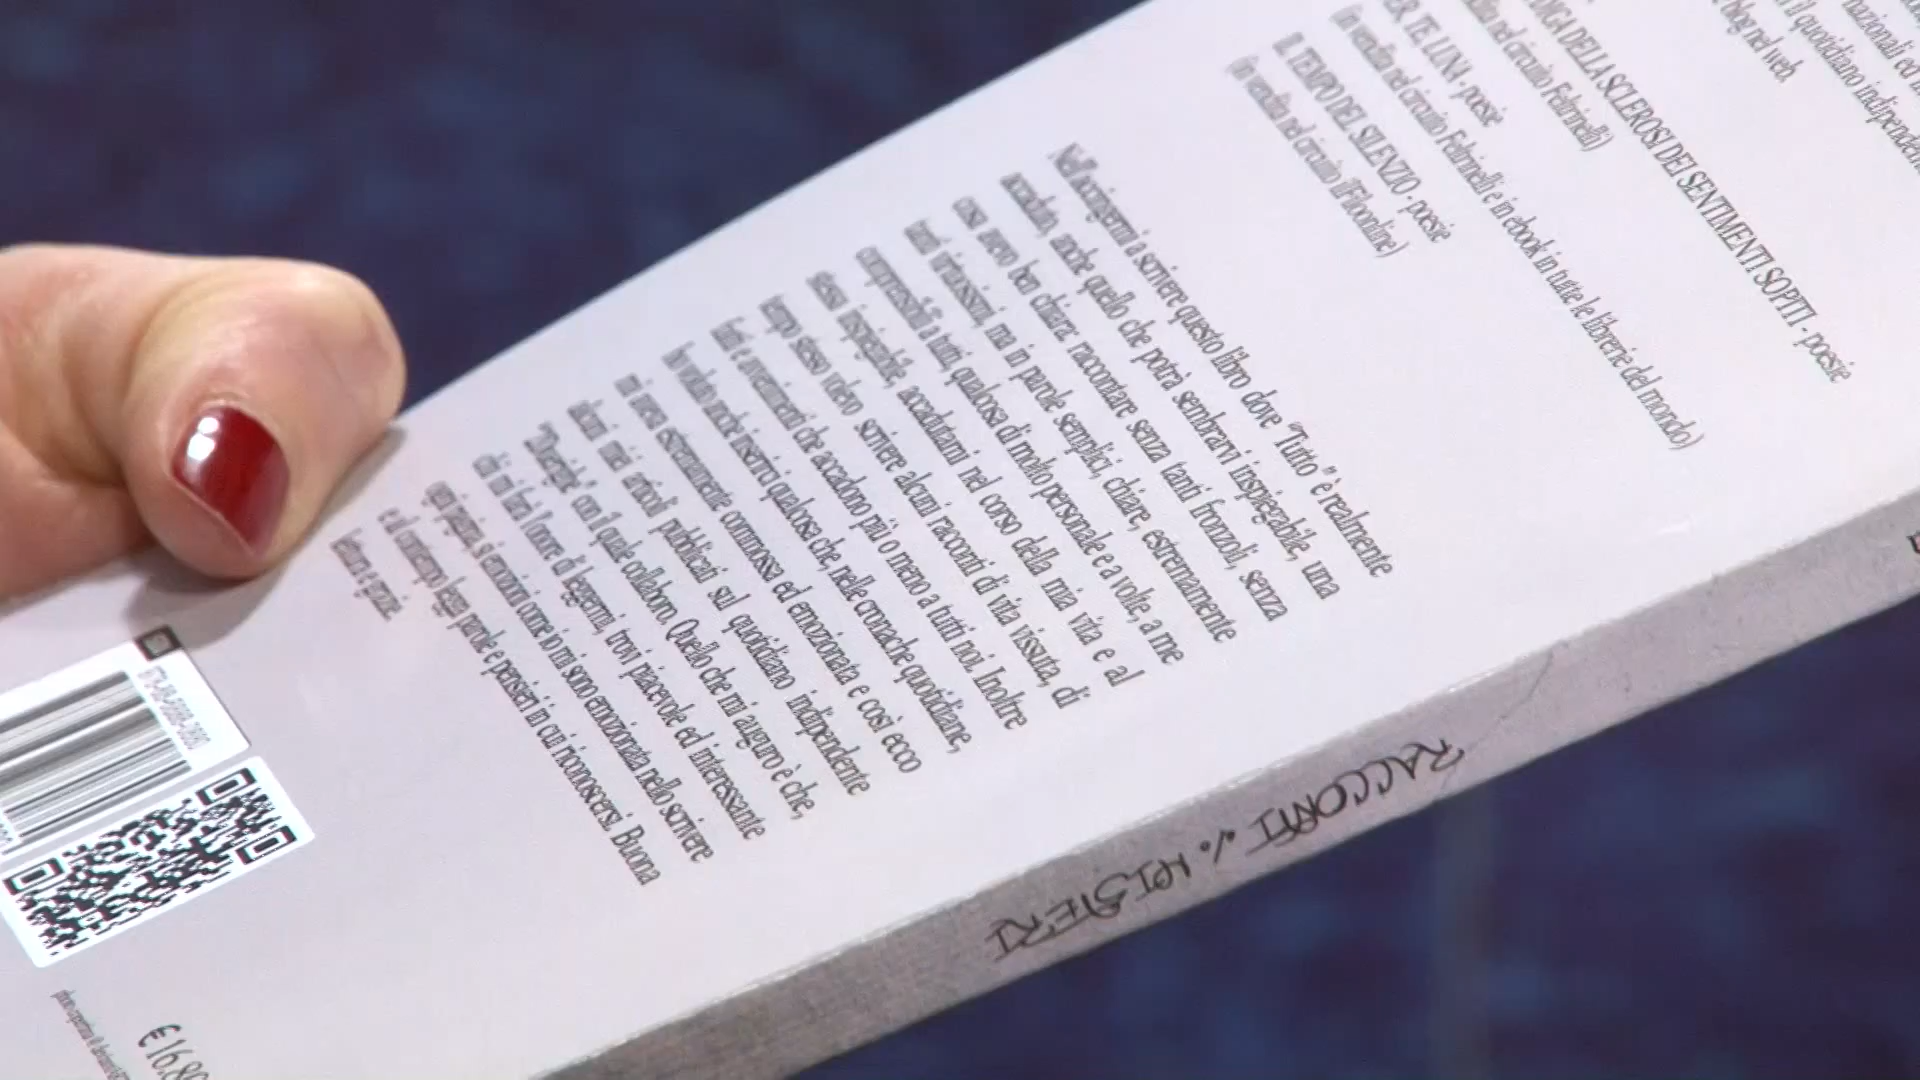 nazionali ed
il quotidiano indipendente
blog nel web.
DIGA DELLA SCLEROSI DEI SENTIMENTI SOPITI - poesie
nel circuito Feltrinelli)
TE, LUNA - poesie
(in vendita nel circuito Feltrinelli e in ebook in tutte le librerie del mondo)
IL TEMPO DEL SILENZIO - poesie
(in vendita nel circuito ilFiloonline)
Nell'accingermi a scrivere questo libro dove "Tutto" è realmente
accaduto, anche quello che potrà sembrarvi inspiegabile, una
cosa avevo ben chiara: raccontare senza tanti fronzoli, senza
tanti virtuosismi, ma in parole semplici, chiare, estremamente
comprensibili a tutti, qualcosa di molto personale e a volte, a me
stessa inspiegabile, accadutami nel corso della mia vita e al
tempo stesso volevo scrivere alcuni racconti di vita vissuta, di
fatti e avvenimenti che accadono più o meno a tutti noi. Inoltre
ho voluto anche inserirci qualcosa che, nelle cronache quotidiane,
mi aveva estremamente commossa ed emozionata e così ecco
alcuni miei articoli pubblicati sul quotidiano indipendente
con il quale collaboro. Quello che mi auguro è che,
chi mi farà l'onore di leggermi, trovi piacevole ed interessante
ogni pagina, si emozioni come io mi sono emozionata nello scrivere
e al contempo legga parole e pensieri in cui riconoscersi. Buona
lettura e grazie.
€ 16.80
RACCONTI % MISTERI